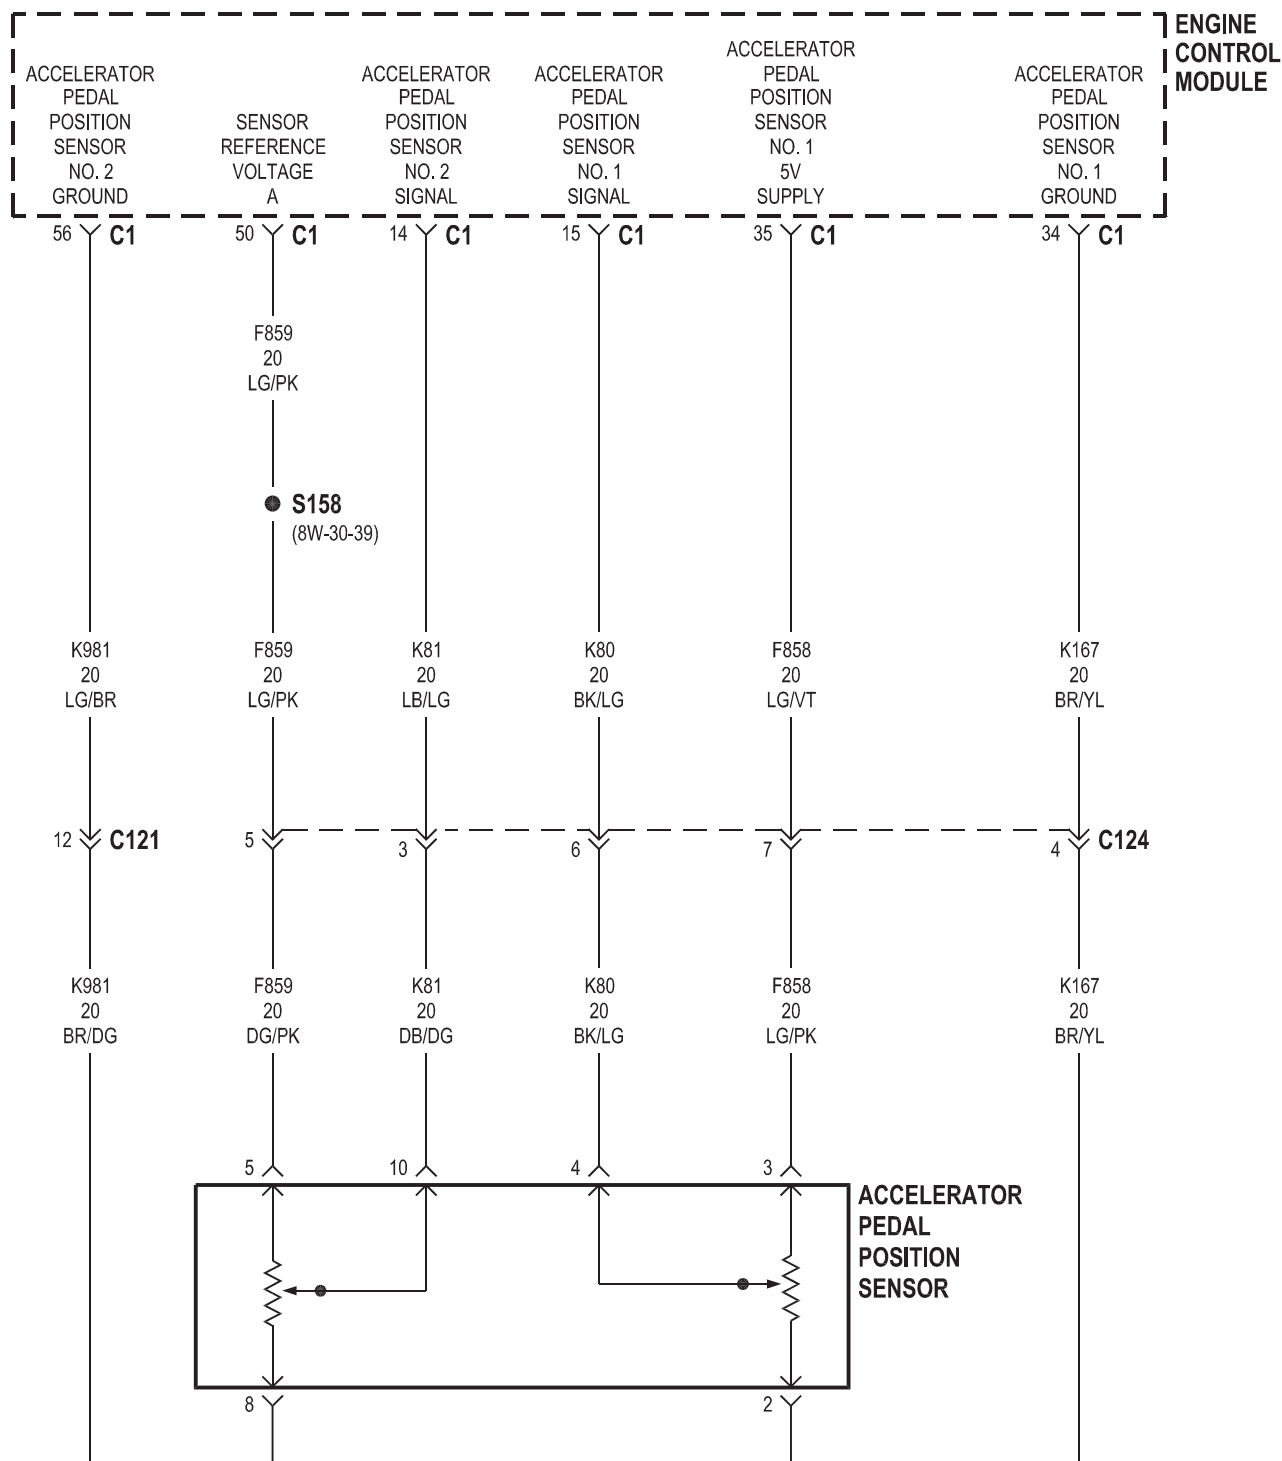 ENGINE
CONTROL
MODULE
ACCELERATOR
PEDAL
POSITION
SENSOR
NO. 2
GROUND
SENSOR
REFERENCE
VOLTAGE
A
ACCELERATOR
PEDAL
POSITION
SENSOR
NO. 2
SIGNAL
ACCELERATOR
PEDAL
POSITION
SENSOR
NO. 1
SIGNAL
ACCELERATOR
PEDAL
POSITION
SENSOR
NO. 1
5V
SUPPLY
ACCELERATOR
PEDAL
POSITION
SENSOR
NO. 1
GROUND
56 C1 50 C1 14 C1 15 C1 35 C1 34 C1
F859
20
LG/PK
S158
(8W-30-39)
K981 F859 K81 K80 F858 K167
20 20 20 20 20 20
LG/BR LG/PK LB/LG BK/LG LG/VT BR/YL
12 C121 5 3 6 7 4 C124
K981 F859 K81 K80 F858 K167
20 20 20 20 20 20
BR/DG DG/PK DB/DG BK/LG LG/PK BR/YL
5 10 4 3
ACCELERATOR
PEDAL
POSITION
SENSOR
8 2